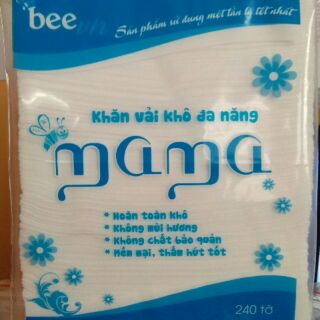 beevn
Sản phẩm sử dụng một lần là tốt nhất
Khăn vải khô đa năng
mama
* Hoàn toàn khô
* Không mùi hương
* Không chất bảo quản
* Mềm mại, thấm hút tốt
240 tờ